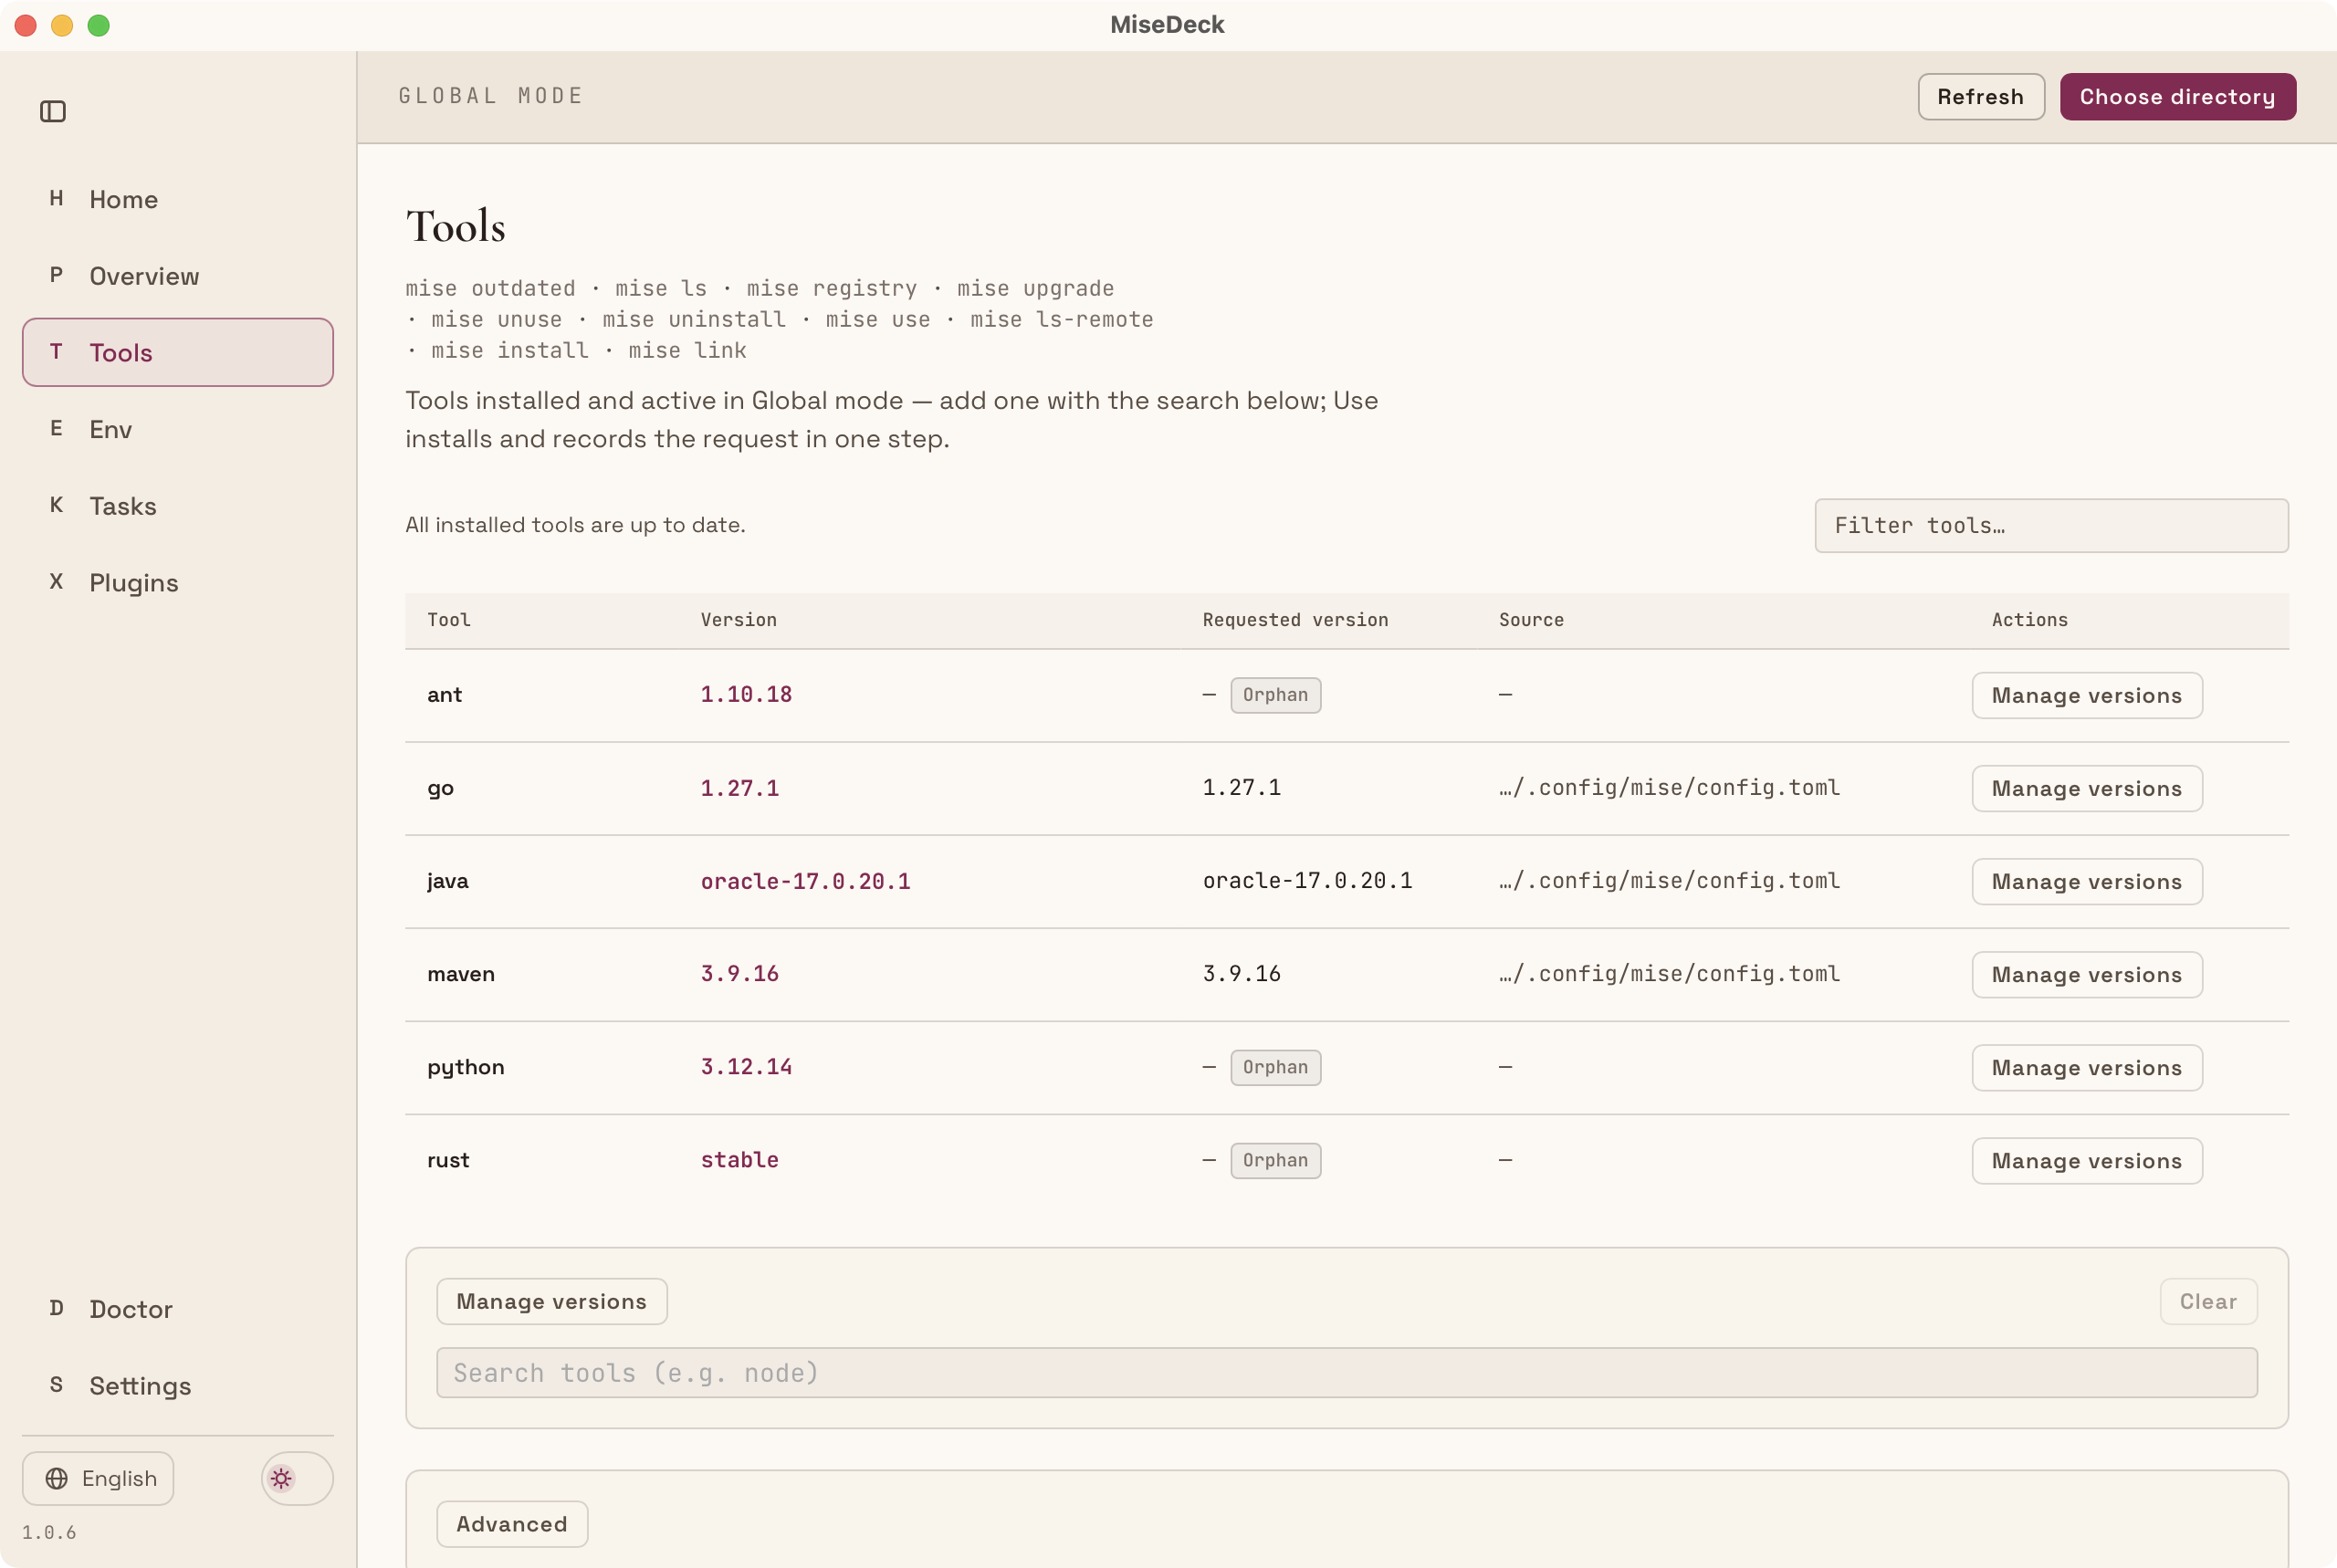 MiseDeck
GLOBAL MODE
Refresh
Choose directory
H Home
P Overview
T Tools
E Env
K Tasks
X Plugins
D Doctor
S Settings
English
1.0.6
Tools
mise outdated · mise ls · mise registry · mise upgrade
· mise unuse · mise uninstall · mise use · mise ls-remote
· mise install · mise link
Tools installed and active in Global mode — add one with the search below; Use
installs and records the request in one step.
All installed tools are up to date.
Filter tools…
Tool Version Requested version Source Actions
ant 1.10.18 — Orphan — Manage versions
go 1.27.1 1.27.1 …/.config/mise/config.toml Manage versions
java oracle-17.0.20.1 oracle-17.0.20.1 …/.config/mise/config.toml Manage versions
maven 3.9.16 3.9.16 …/.config/mise/config.toml Manage versions
python 3.12.14 — Orphan — Manage versions
rust stable — Orphan — Manage versions
Manage versions
Clear
Search tools (e.g. node)
Advanced